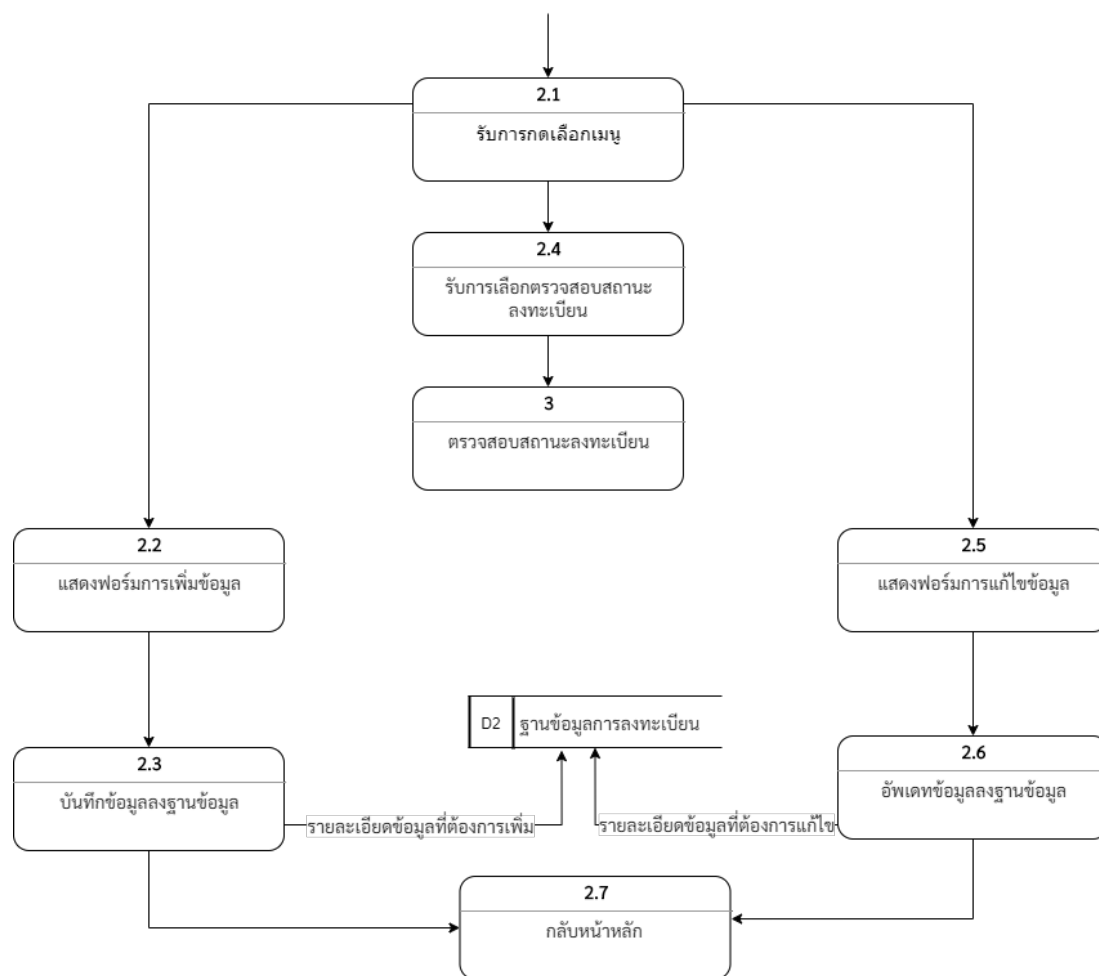 2.1
รับการกดเลือกเมนู
2.4
รับการเลือกตรวจสอบสถานะ
ลงทะเบียน
3
ตรวจสอบสถานะลงทะเบียน
2.2
แสดงฟอร์มการเพิ่มข้อมูล
2.5
แสดงฟอร์มการแก้ไขข้อมูล
D2 ฐานข้อมูลการลงทะเบียน
2.3
บันทึกข้อมูลลงฐานข้อมูล
2.6
อัพเดทข้อมูลลงฐานข้อมูล
รายละเอียดข้อมูลที่ต้องการเพิ่ม
รายละเอียดข้อมูลที่ต้องการแก้ไข
2.7
กลับหน้าหลัก